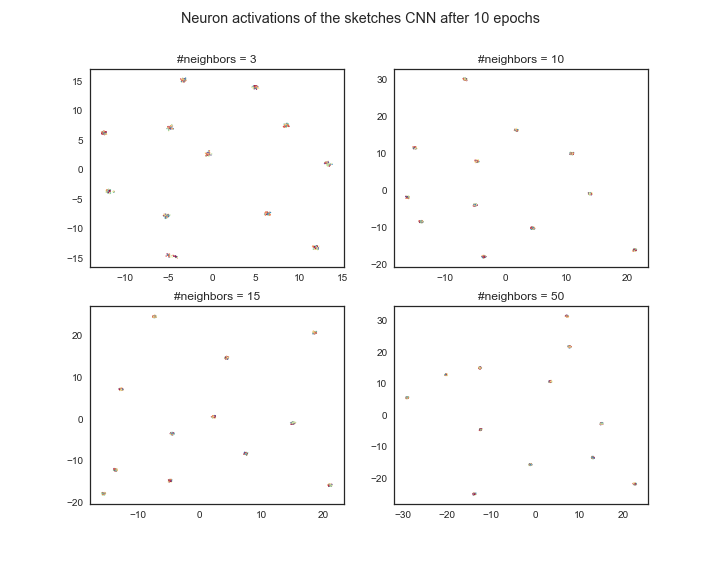 Neuron activations of the sketches CNN after 10 epochs
#neighbors = 3
15
10
5
0
−5
−10
−15
−10 −5 0 5 10 15
#neighbors = 10
30
20
10
0
−10
−20
−10 0 10 20
#neighbors = 15
20
10
0
−10
−20
−10 0 10 20
#neighbors = 50
30
20
10
0
−10
−20
−30 −20 −10 0 10 20